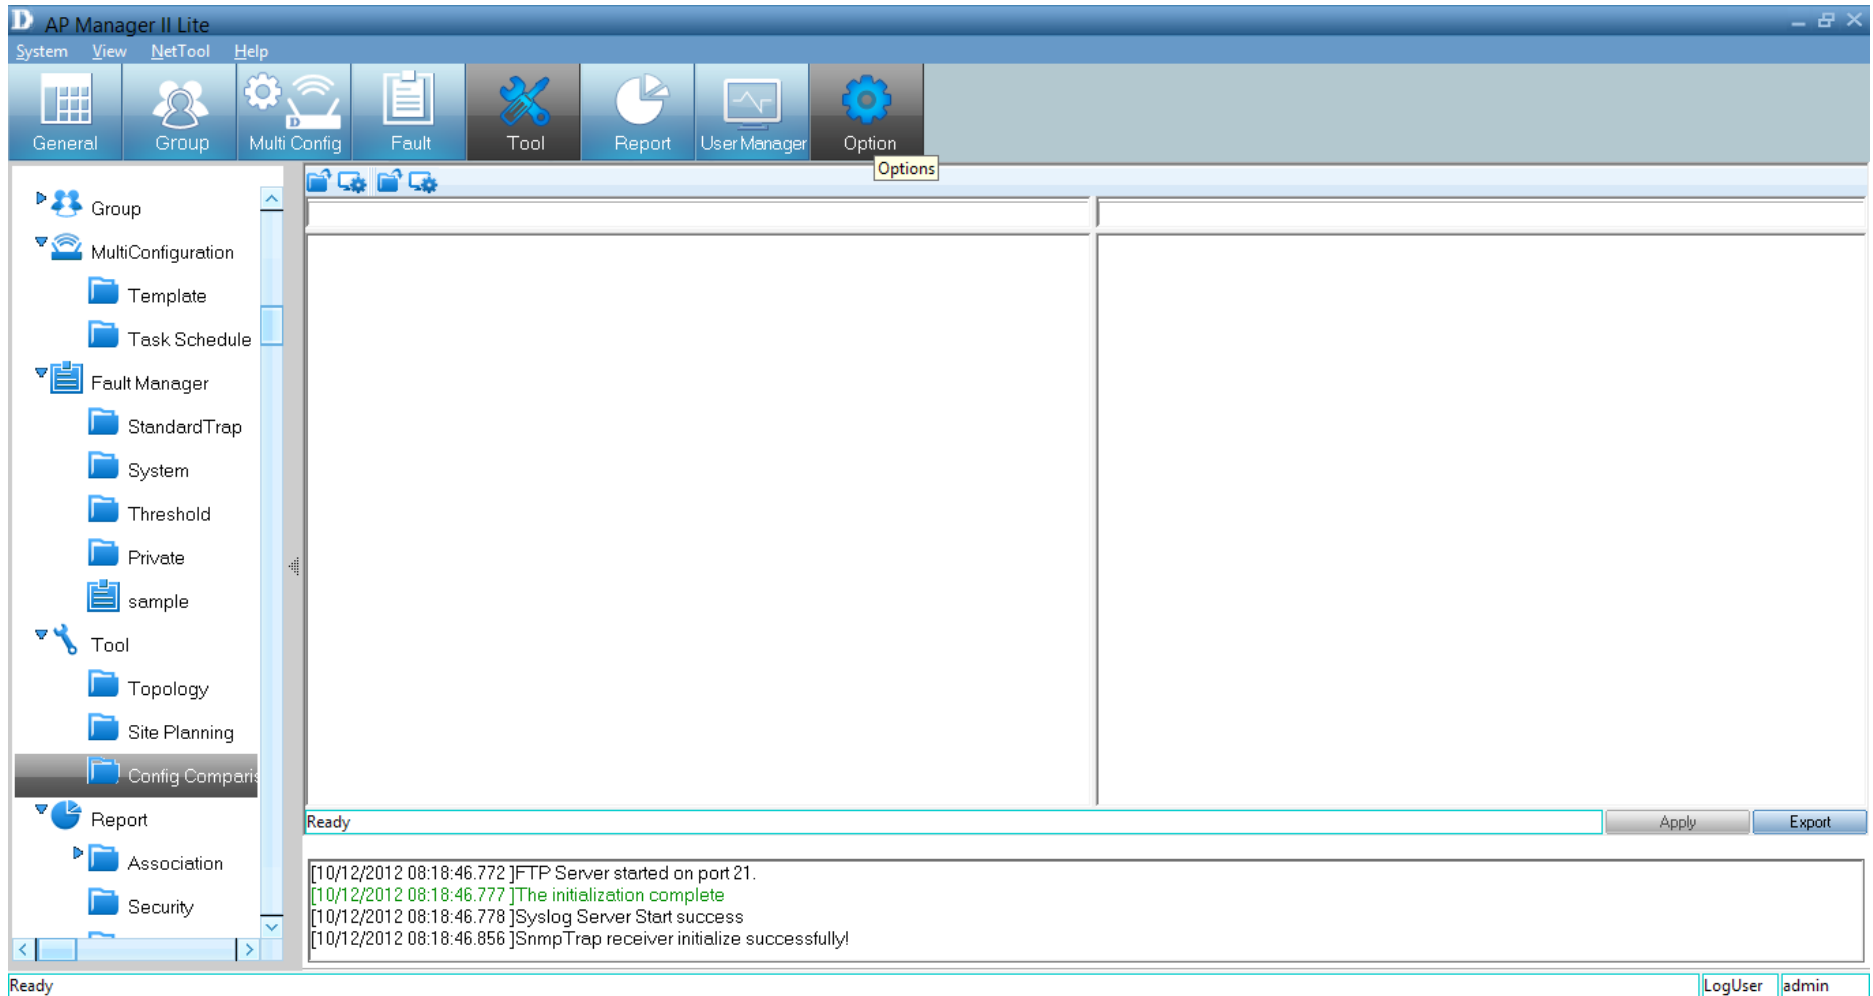 AP Manager II Lite
System View NetTool Help
General Group Multi Config Fault Tool Report User Manager Option
D
Options
Group
MultiConfiguration
Template
Task Schedule
Fault Manager
StandardTrap
System
Threshold
Private
sample
Tool
Topology
Site Planning
Config Comparis
Report
Association
Security
Ready
Apply
Export
[10/12/2012 08:18:46.772 ]FTP Server started on port 21.
[10/12/2012 08:18:46.777 ]The initialization complete
[10/12/2012 08:18:46.778 ]Syslog Server Start success
[10/12/2012 08:18:46.856 ]SnmpTrap receiver initialize successfully!
Ready
LogUser
admin